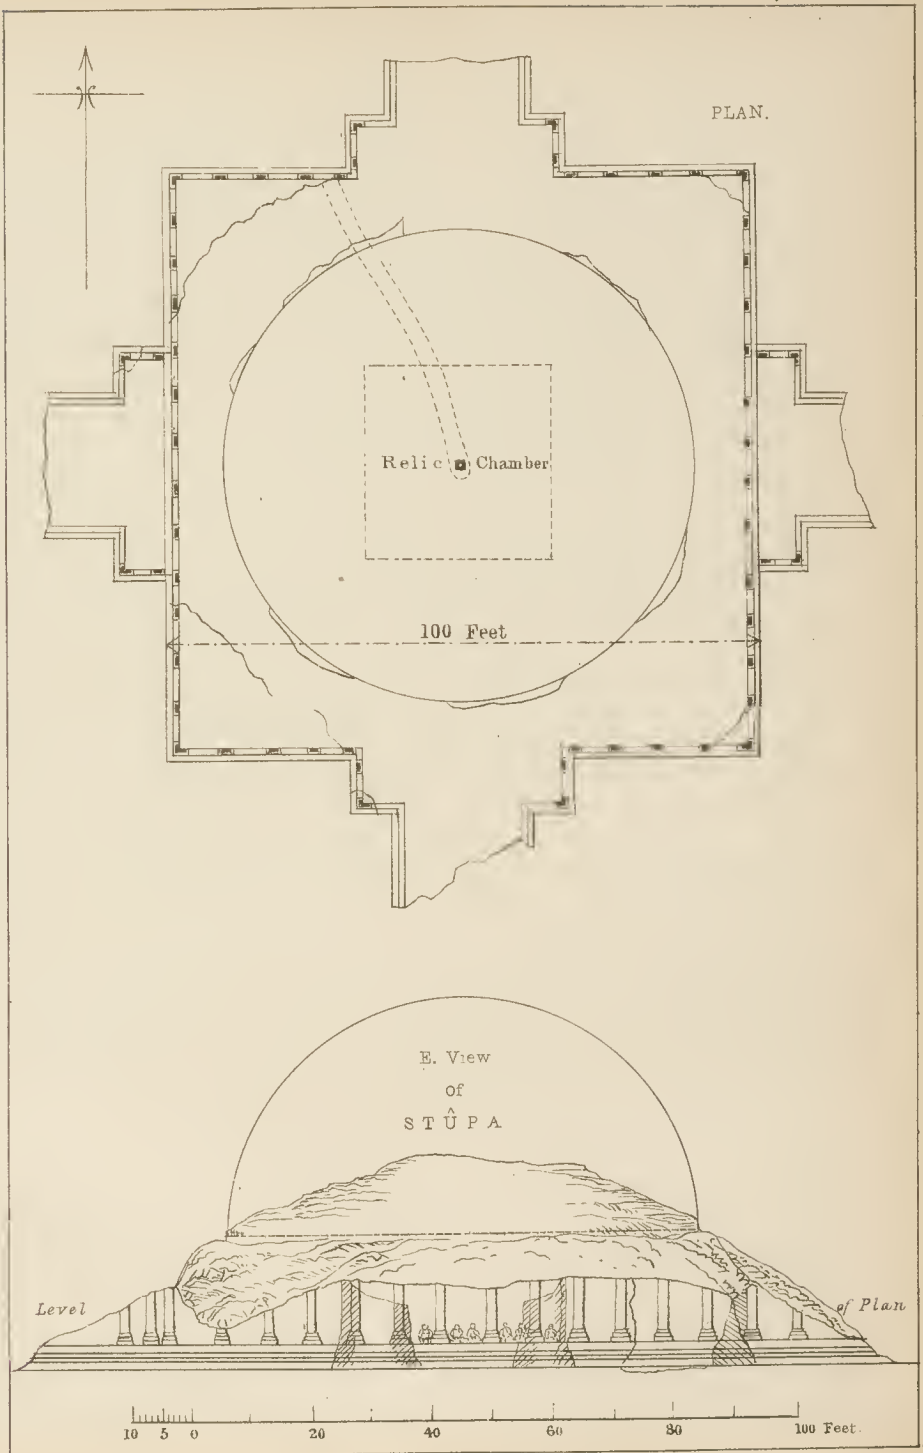 PLAN.
Relic Chamber
100 Feet
E. View
of
STÛPA
Level of Plan
10 5 0 20 40 60 80 100 Feet.